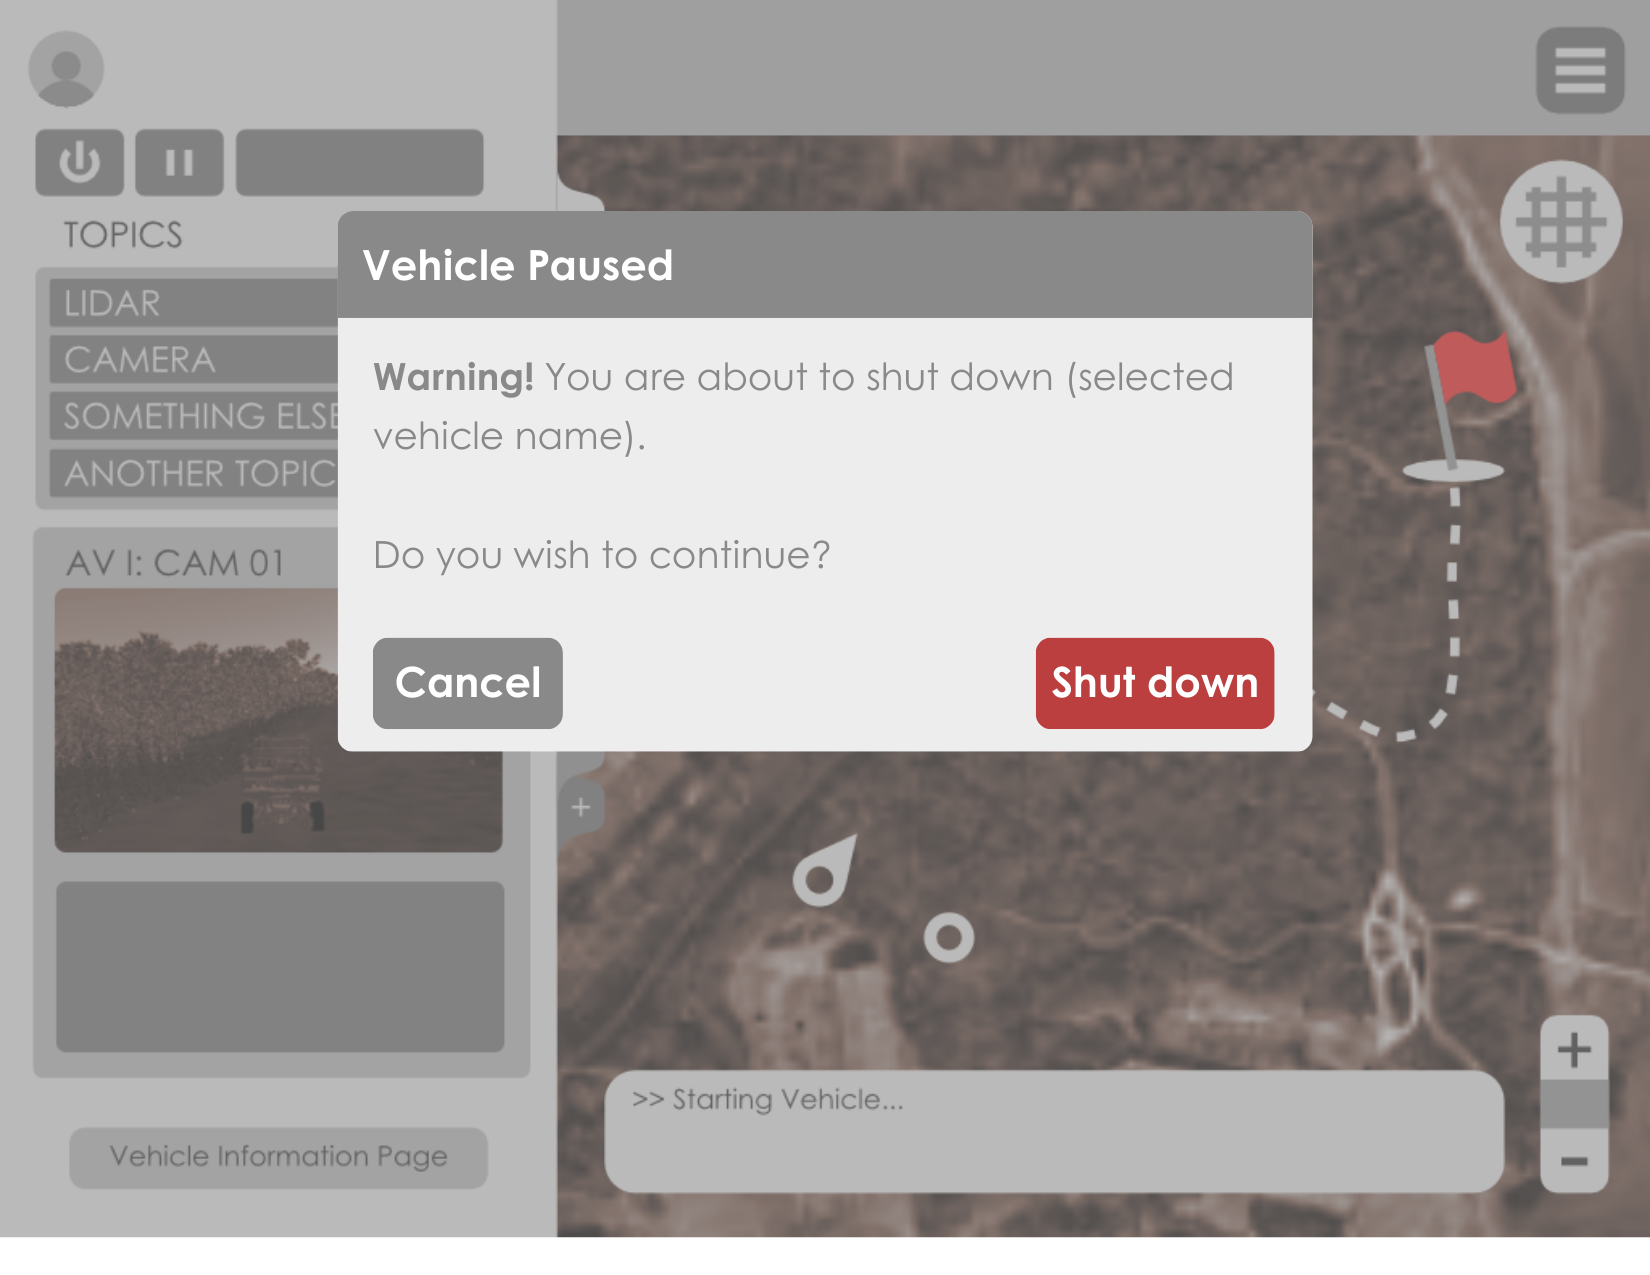 TOPICS
LIDAR
CAMERA
SOMETHING ELSE
ANOTHER TOPIC
AV I: CAM 01
Vehicle Information Page
Vehicle Paused
Warning! You are about to shut down (selected
vehicle name).
Do you wish to continue?
Cancel
Shut down
+
>> Starting Vehicle...
+
-